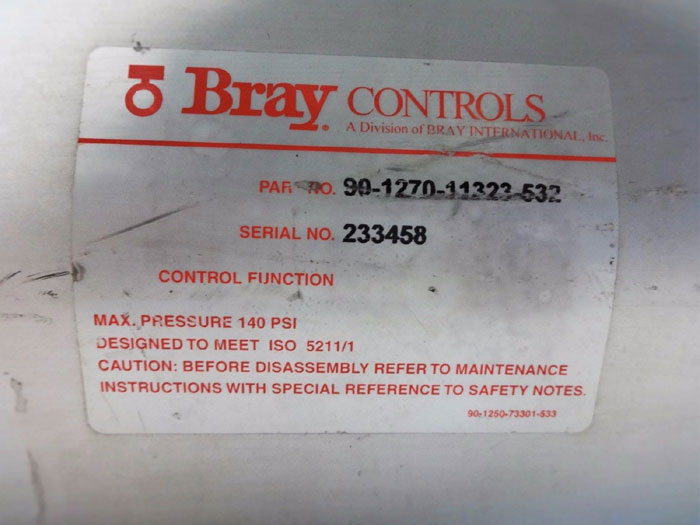 Bray CONTROLS
A Division of BRAY INTERNATIONAL, Inc.
PART NO. 90-1270-11323-532
SERIAL NO. 233458
CONTROL FUNCTION
MAX. PRESSURE 140 PSI
DESIGNED TO MEET ISO 5211/1
CAUTION: BEFORE DISASSEMBLY REFER TO MAINTENANCE
INSTRUCTIONS WITH SPECIAL REFERENCE TO SAFETY NOTES.
90-1250-73301-533